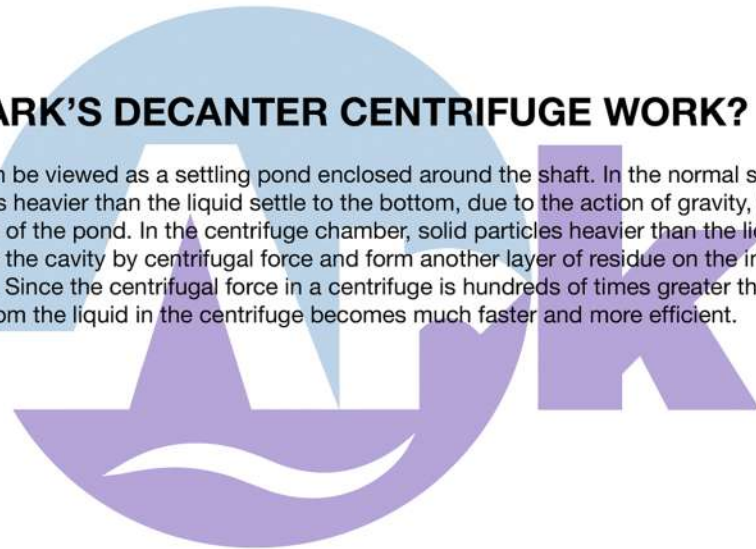 ARK'S DECANTER CENTRIFUGE WORK?
be viewed as a settling pond enclosed around the shaft. In the normal
heavier than the liquid settle to the bottom, due to the action of gravity,
of the pond. In the centrifuge chamber, solid particles heavier than the
the cavity by centrifugal force and form another layer of residue on the
Since the centrifugal force in a centrifuge is hundreds of times greater
the liquid in the centrifuge becomes much faster and more efficient.
Ark